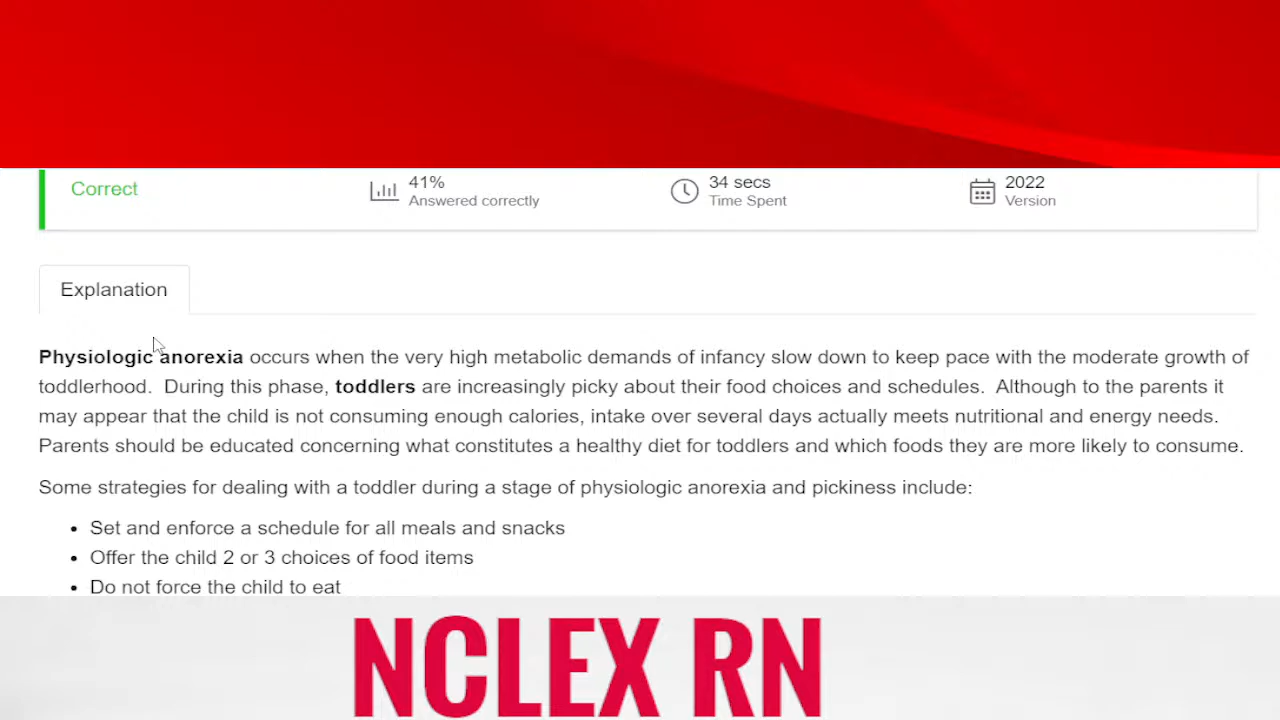 Correct
41%
Answered correctly
34 secs
Time Spent
2022
Version
Explanation
Physiologic anorexia occurs when the very high metabolic demands of infancy slow down to keep pace with the moderate growth of
toddlerhood.  During this phase, toddlers are increasingly picky about their food choices and schedules.  Although to the parents it
may appear that the child is not consuming enough calories, intake over several days actually meets nutritional and energy needs.
Parents should be educated concerning what constitutes a healthy diet for toddlers and which foods they are more likely to consume.
Some strategies for dealing with a toddler during a stage of physiologic anorexia and pickiness include:
• Set and enforce a schedule for all meals and snacks
• Offer the child 2 or 3 choices of food items
• Do not force the child to eat
NCLEX RN